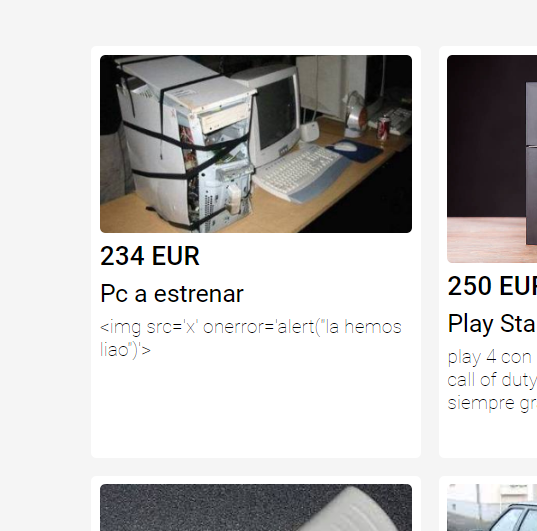 234 EUR
Pc a estrenar
<img src='x' onerror='alert("la hemos
liao")'>
250 EUR
Play Sta
play 4 con
call of duty
siempre gr